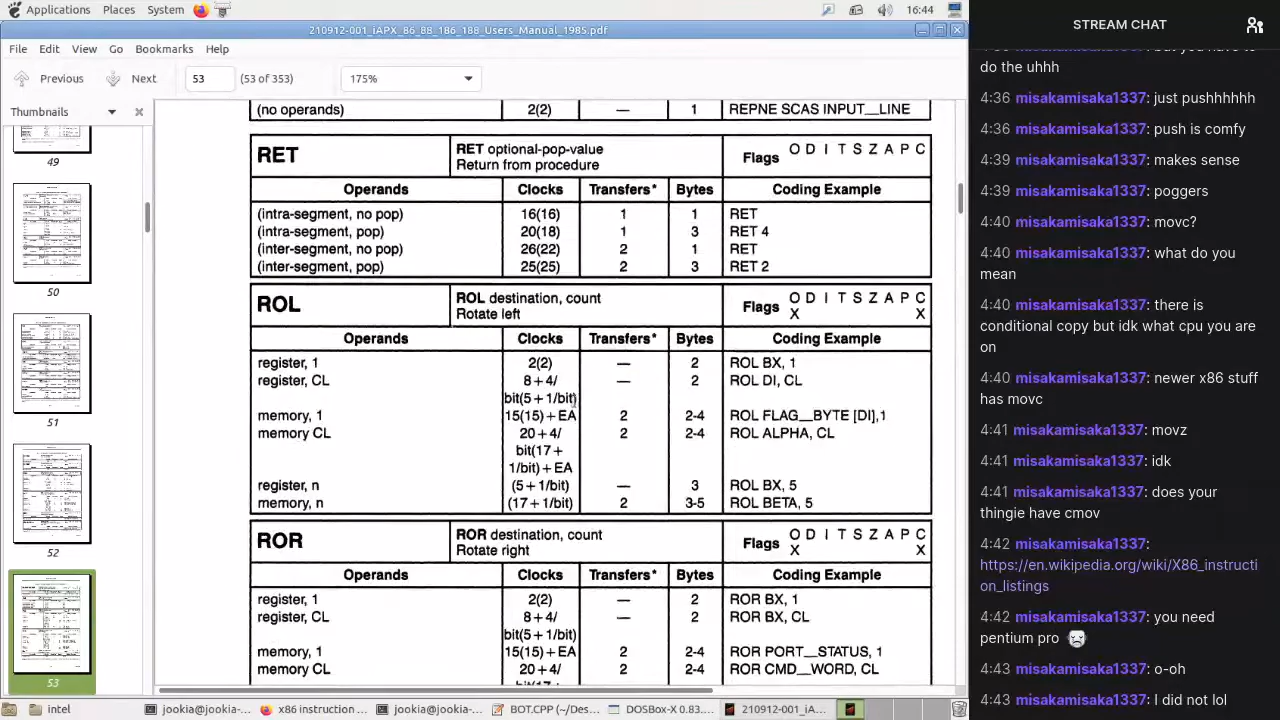 Applications Places System 16:44
210912-001_iAPX_86_88_186_188_Users_Manual_1985.pdf
File Edit View Go Bookmarks Help
Previous Next 53 (53 of 353) 175%
Thumbnails
49
50
51
52
53
(no operands) 2(2) — 1 REPNE SCAS INPUT__LINE
RET RET optional-pop-value Flags O D I T S Z A P C
Return from procedure
Operands Clocks Transfers* Bytes Coding Example
(intra-segment, no pop) 16(16) 1 1 RET
(intra-segment, pop) 20(18) 1 3 RET 4
(inter-segment, no pop) 26(22) 2 1 RET
(inter-segment, pop) 25(25) 2 3 RET 2
ROL ROL destination, count Flags O D I T S Z A P C
Rotate left X X
Operands Clocks Transfers* Bytes Coding Example
register, 1 2(2) — 2 ROL BX, 1
register, CL 8+4/ — 2 ROL DI, CL
bit(5+1/bit)
memory, 1 15(15)+EA 2 2-4 ROL FLAG__BYTE [DI],1
memory CL 20+4/ 2 2-4 ROL ALPHA, CL
bit(17+
1/bit)+EA
register, n (5+1/bit) — 3 ROL BX, 5
memory, n (17+1/bit) 2 3-5 ROL BETA, 5
ROR ROR destination, count Flags O D I T S Z A P C
Rotate right X X
Operands Clocks Transfers* Bytes Coding Example
register, 1 2(2) — 2 ROR BX, 1
register, CL 8+4/ — 2 ROR BX, CL
bit(5+1/bit)
memory, 1 15(15)+EA 2 2-4 ROR PORT__STATUS, 1
memory CL 20+4/ 2 2-4 ROR CMD__WORD, CL
intel jookia@jookia-... x86 instruction ... jookia@jookia-... BOT.CPP (~/Des... DOSBox-X 0.83.... 210912-001_iA...
STREAM CHAT
do the uhhh
4:36 misakamisaka1337: just pushhhhhh
4:36 misakamisaka1337: push is comfy
4:39 misakamisaka1337: makes sense
4:39 misakamisaka1337: poggers
4:40 misakamisaka1337: movc?
4:40 misakamisaka1337: what do you
mean
4:40 misakamisaka1337: there is
conditional copy but idk what cpu you are
on
4:40 misakamisaka1337: newer x86 stuff
has movc
4:41 misakamisaka1337: movz
4:41 misakamisaka1337: idk
4:41 misakamisaka1337: does your
thingie have cmov
4:42 misakamisaka1337:
https://en.wikipedia.org/wiki/X86_instructi
on_listings
4:42 misakamisaka1337: you need
pentium pro
4:43 misakamisaka1337: o-oh
4:43 misakamisaka1337: I did not lol